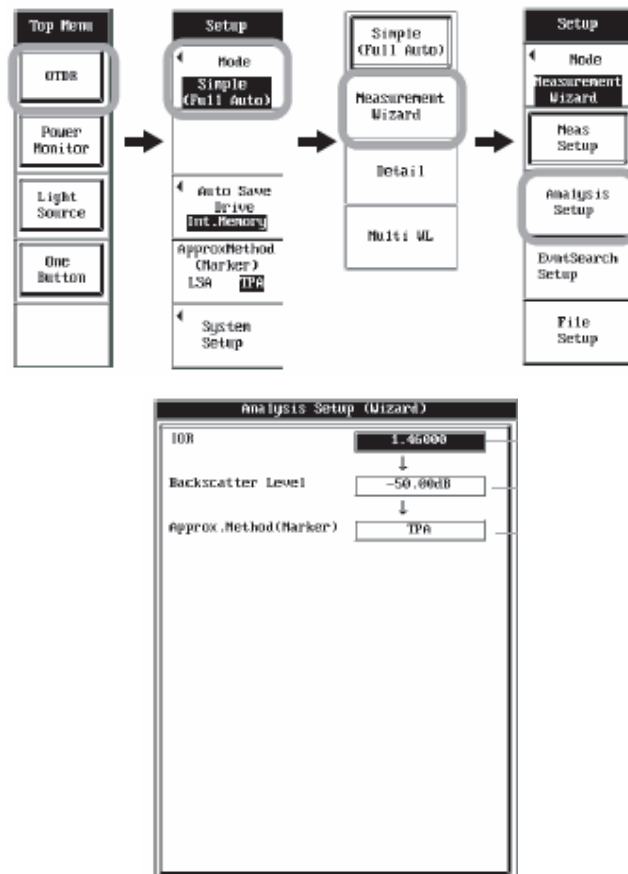 Top Menu
OTDR
Power
Monitor
Light
Source
One
Button
Setup
Mode
Simple
(Full Auto)
Auto Save
Drive
Int.Memory
ApproxMethod
(Marker)
LSA TPA
System
Setup
Simple
(Full Auto)
Measurement
Wizard
Detail
Multi WL
Setup
Mode
Measurement
Wizard
Meas
Setup
Analysis
Setup
EvntSearch
Setup
File
Setup
Analysis Setup (Wizard)
IOR 1.46000
Backscatter Level -50.00dB
Approx.Method(Marker) TPA